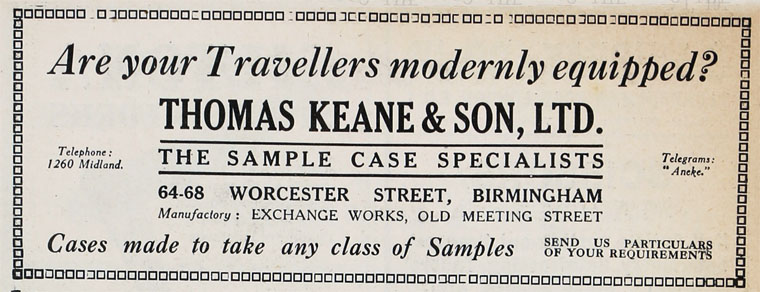 Are your Travellers modernly equipped?
THOMAS KEANE & SON, LTD.
Telephone:
1260 Midland.
THE SAMPLE CASE SPECIALISTS
Telegrams:
"Aneke."
64-68 WORCESTER STREET, BIRMINGHAM
Manufactory: EXCHANGE WORKS, OLD MEETING STREET
Cases made to take any class of Samples
SEND US PARTICULARS
OF YOUR REQUIREMENTS